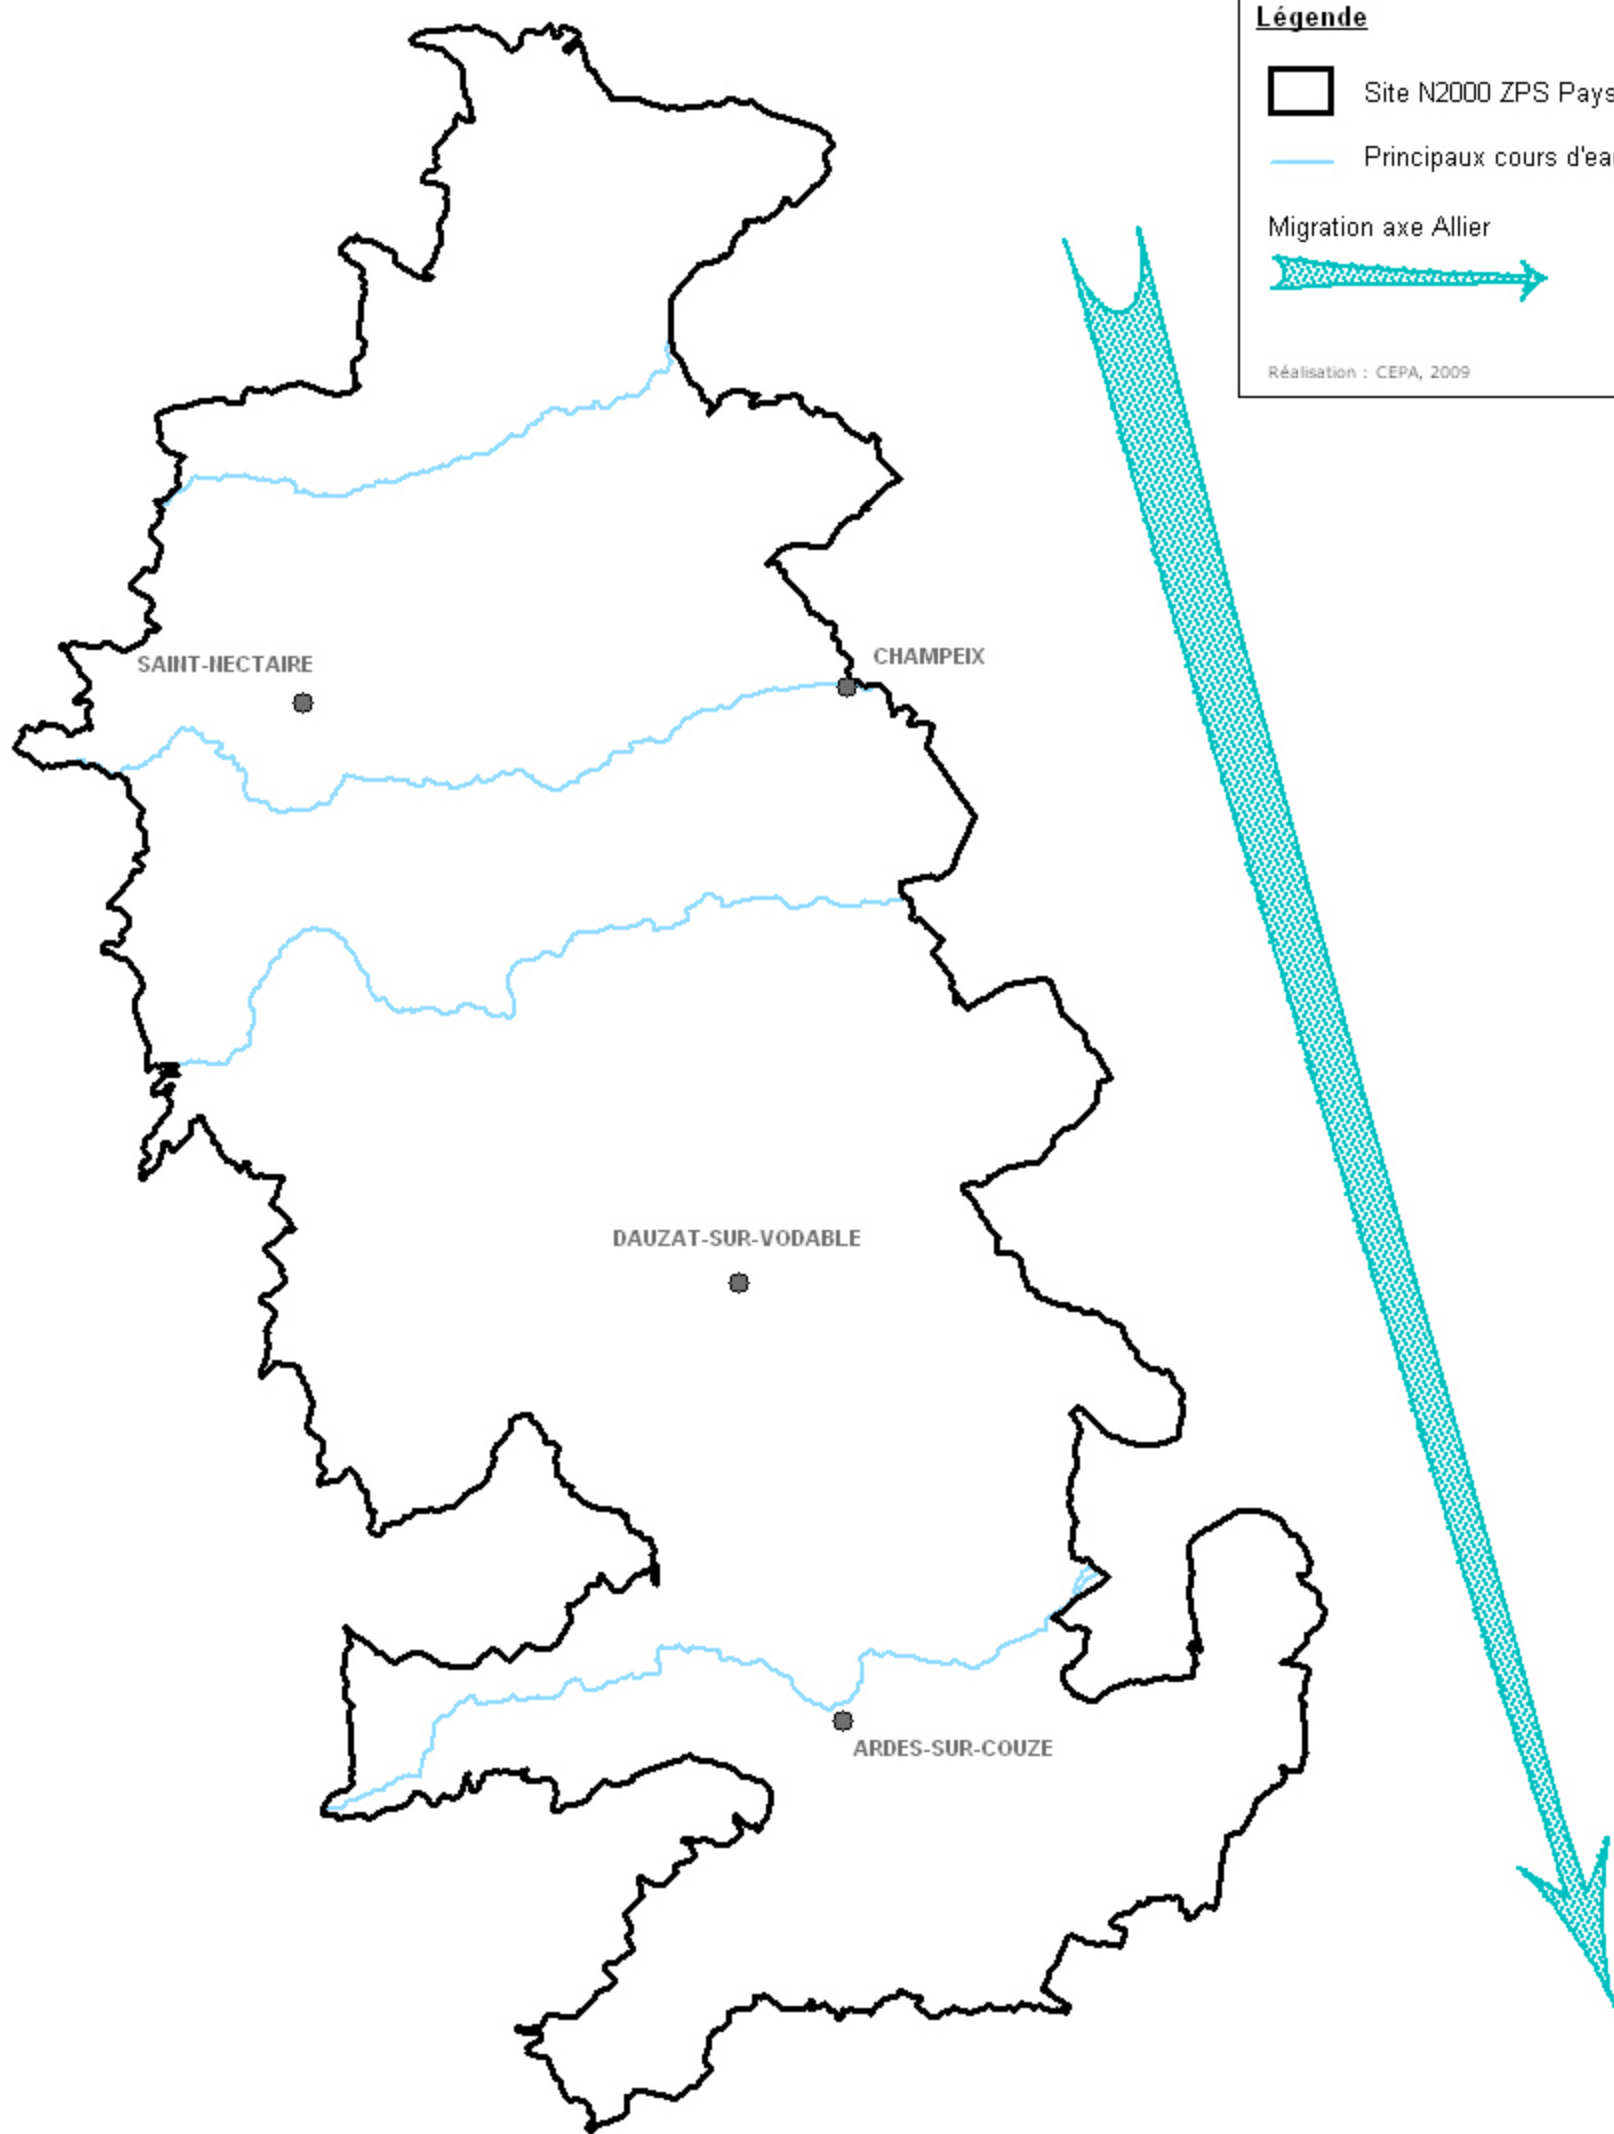 Légende
Site N2000 ZPS Pays
Principaux cours d'eau
Migration axe Allier
Réalisation : CEPA, 2009
SAINT-NECTAIRE
CHAMPEIX
DAUZAT-SUR-VODABLE
ARDES-SUR-COUZE